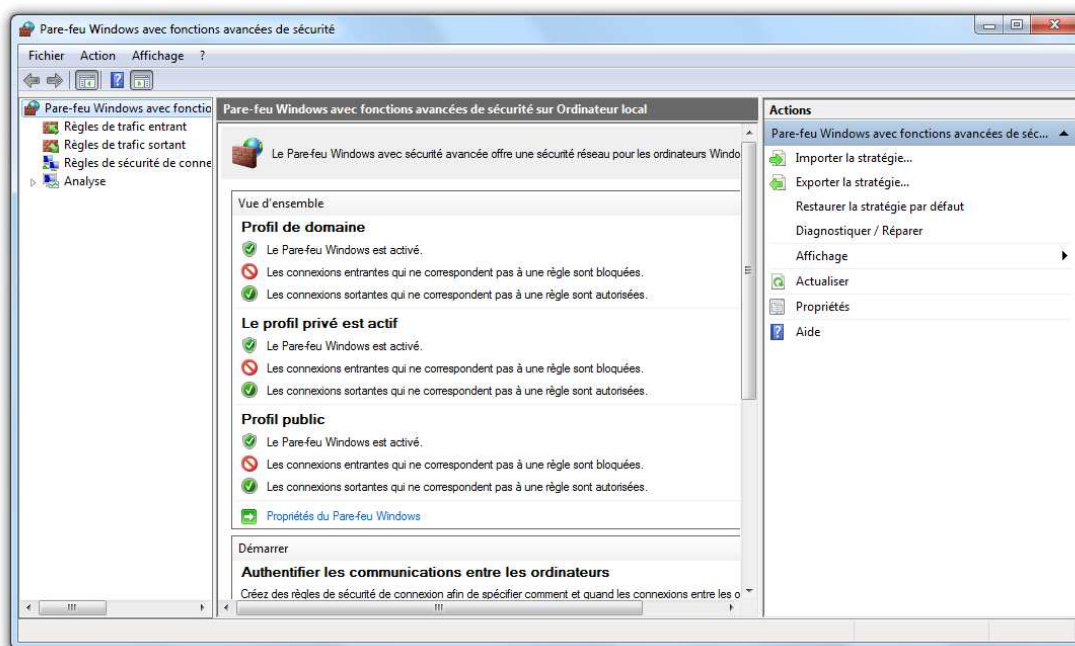 Pare-feu Windows avec fonctions avancées de sécurité
Fichier Action Affichage ?
Pare-feu Windows avec fonctio
Règles de trafic entrant
Règles de trafic sortant
Règles de sécurité de conne
Analyse
Pare-feu Windows avec fonctions avancées de sécurité sur Ordinateur local
Le Pare-feu Windows avec sécurité avancée offre une sécurité réseau pour les ordinateurs Windo
Vue d'ensemble
Profil de domaine
Le Pare-feu Windows est activé.
Les connexions entrantes qui ne correspondent pas à une règle sont bloquées.
Les connexions sortantes qui ne correspondent pas à une règle sont autorisées.
Le profil privé est actif
Le Pare-feu Windows est activé.
Les connexions entrantes qui ne correspondent pas à une règle sont bloquées.
Les connexions sortantes qui ne correspondent pas à une règle sont autorisées.
Profil public
Le Pare-feu Windows est activé.
Les connexions entrantes qui ne correspondent pas à une règle sont bloquées.
Les connexions sortantes qui ne correspondent pas à une règle sont autorisées.
Propriétés du Pare-feu Windows
Démarrer
Authentifier les communications entre les ordinateurs
Créez des règles de sécurité de connexion afin de spécifier comment et quand les connexions entre les o
Actions
Pare-feu Windows avec fonctions avancées de séc...
Importer la stratégie...
Exporter la stratégie...
Restaurer la stratégie par défaut
Diagnostiquer / Réparer
Affichage
Actualiser
Propriétés
Aide